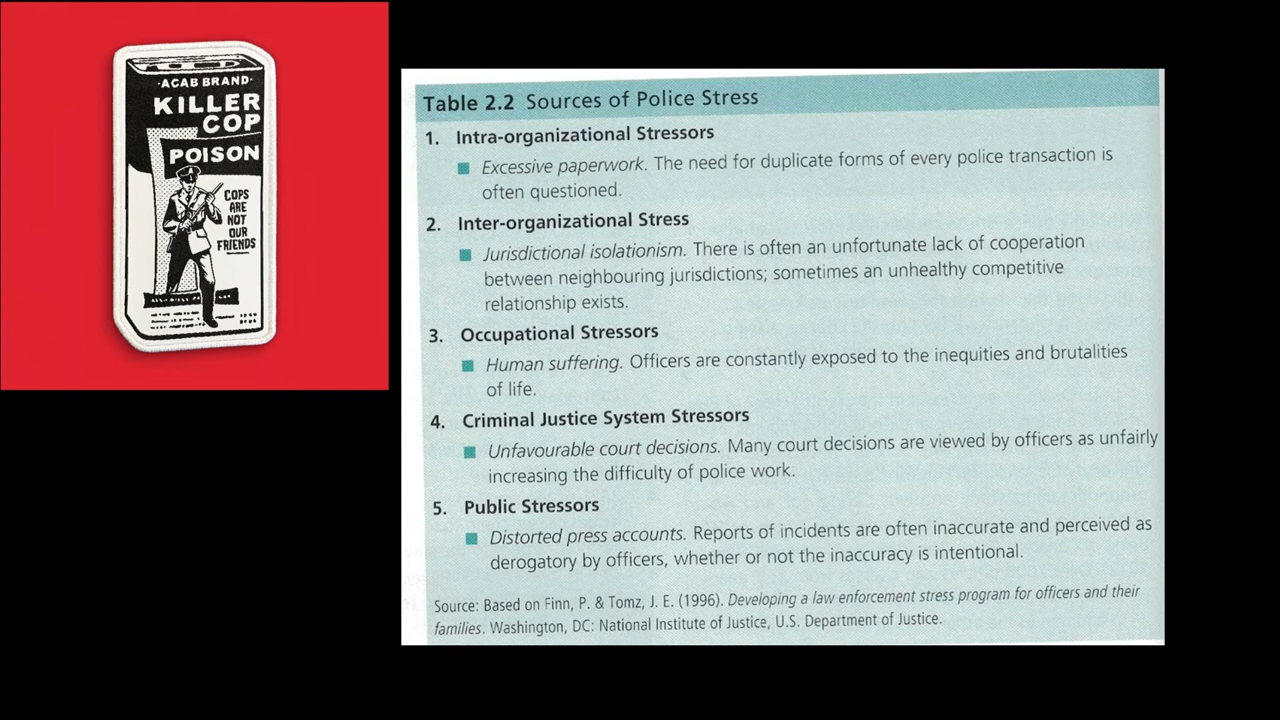 ·ACAB BRAND·
KILLER
COP
POISON
COPS
ARE
NOT
OUR
FRIENDS
Table 2.2 Sources of Police Stress
1. Intra-organizational Stressors
■ Excessive paperwork. The need for duplicate forms of every police transaction is
often questioned.
2. Inter-organizational Stress
■ Jurisdictional isolationism. There is often an unfortunate lack of cooperation
between neighbouring jurisdictions; sometimes an unhealthy competitive
relationship exists.
3. Occupational Stressors
■ Human suffering. Officers are constantly exposed to the inequities and brutalities
of life.
4. Criminal Justice System Stressors
■ Unfavourable court decisions. Many court decisions are viewed by officers as unfairly
increasing the difficulty of police work.
5. Public Stressors
■ Distorted press accounts. Reports of incidents are often inaccurate and perceived as
derogatory by officers, whether or not the inaccuracy is intentional.
Source: Based on Finn, P. & Tomz, J. E. (1996). Developing a law enforcement stress program for officers and their
families. Washington, DC: National Institute of Justice, U.S. Department of Justice.